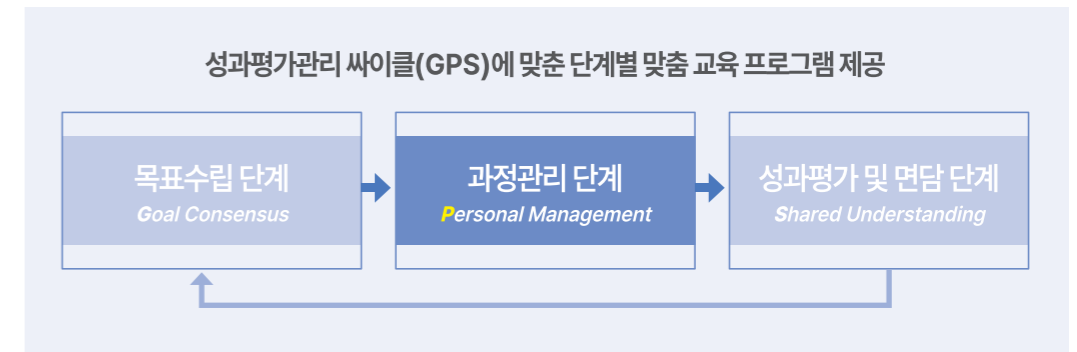 성과평가관리 싸이클(GPS)에 맞춘 단계별 맞춤 교육 프로그램 제공
목표수립 단계
Goal Consensus
과정관리 단계
Personal Management
성과평가 및 면담 단계
Shared Understanding